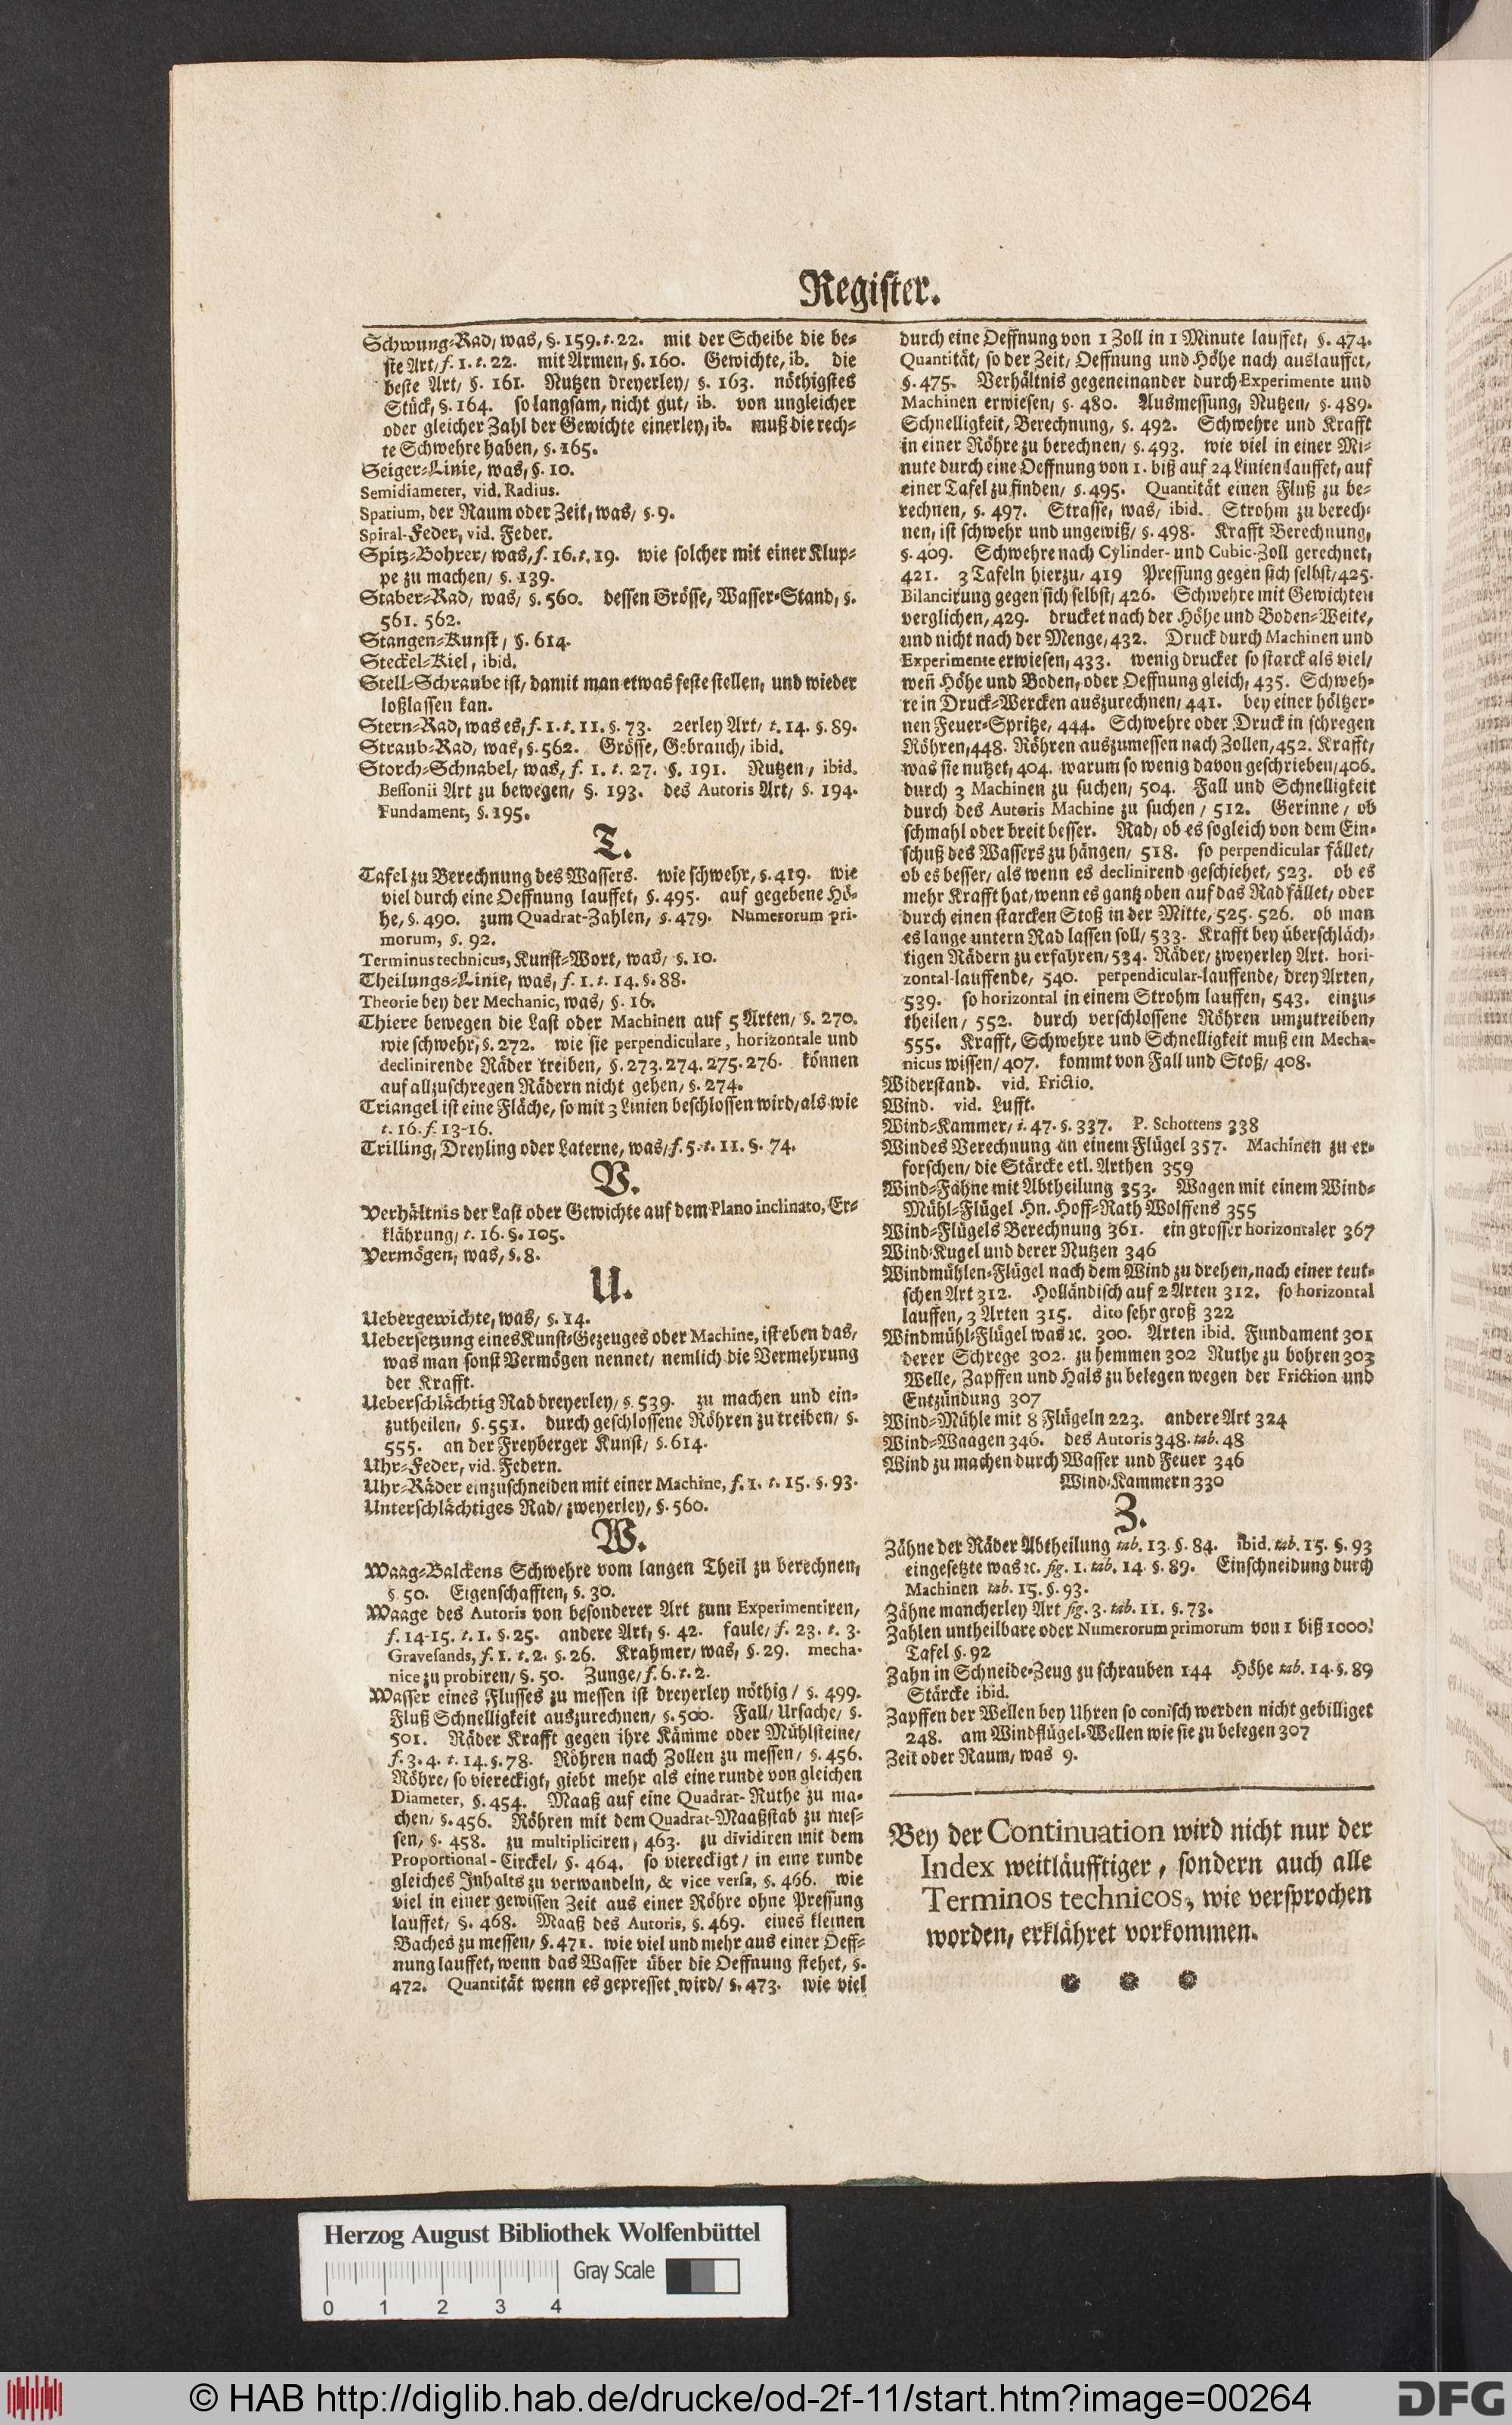 Register.
Schwung-Rad/ was, §. 159. t. 22. mit der Scheibe die be-
ste Art/ f. 1. t. 22. mit Armen, §. 160. Gewichte, ib. die
beste Art/ §. 161. Nutzen dreyerley/ §. 163. nöthigstes
Stück, §. 164. so langsam, nicht gut/ ib. von ungleicher
oder gleicher Zahl der Gewichte einerley, ib. muß die rech-
te Schwehre haben, §. 165.
Seiger-Linie, was, §. 10.
Semidiameter, vid. Radius.
Spatium, der Raum oder Zeit, was/ §. 9.
Spiral-Feder, vid. Feder.
Spitz-Bohrer/ was, f. 16. t. 19. wie solcher mit einer Klup-
pe zu machen/ §. 139.
Staber-Rad/ was/ §. 560. dessen Grösse, Wasser-Stand, §.
561. 562.
Stangen-Kunst/ §. 614.
Steckel-Kiel, ibid.
Stell-Schraube ist/ damit man etwas feste stellen, und wieder
loßlassen kan.
Stern-Rad, was es, f. 1. t. 11. §. 73. 2erley Art/ t. 14. §. 89.
Straub-Rad, was, §. 562. Grösse, Gebrauch/ ibid.
Storch-Schnabel/ was, f. 1. t. 27. §. 191. Nutzen, ibid.
Bessonii Art zu bewegen/ §. 193. des Autoris Art/ §. 194.
Fundament, §. 195.
T.
Tafel zu Berechnung des Wassers. wie schwehr, §. 419. wie
viel durch eine Oeffnung lauffet, §. 495. auf gegebene Hö-
he, §. 490. zum Quadrat-Zahlen, §. 479. Numerorum pri-
morum, §. 92.
Terminus technicus, Kunst-Wort, was/ §. 10.
Theilungs-Linie, was, f. 1. t. 14. §. 88.
Theorie bey der Mechanic, was/ §. 16.
Thiere bewegen die Last oder Machinen auf 5 Arten/ §. 270.
wie schwehr, §. 272. wie sie perpendiculare, horizontale und
declinirende Räder treiben, §. 273. 274. 275. 276. können
auf allzuschregen Rädern nicht gehen/ §. 274.
Triangel ist eine Fläche, so mit 3 Linien beschlossen wird/ als wie
t. 16. f. 13-16.
Trilling, Dreyling oder Laterne, was/ f. 5. t. 11. §. 74.
V.
Verhältnis der Last oder Gewichte auf dem Plano inclinato, Er-
klährung/ t. 16. §. 105.
Vermögen, was, §. 8.
U.
Uebergewichte, was/ §. 14.
Uebersetzung eines Kunst-Gezeuges oder Machine, ist eben das,
was man sonst Vermögen nennet/ nemlich die Vermehrung
der Krafft.
Ueberschlächtig Rad dreyerley/ §. 539. zu machen und ein-
zutheilen, §. 551. durch geschlossene Röhren zu treiben/ §.
555. an der Freyberger Kunst/ §. 614.
Uhr-Feder, vid. Federn.
Uhr-Räder einzuschneiden mit einer Machine, f. 1. t. 15. §. 93.
Unterschlächtiges Rad/ zweyerley, §. 560.
W.
Waag-Balckens Schwehre vom langen Theil zu berechnen,
§. 50. Eigenschafften, §. 30.
Waage des Autoris von besonderer Art zum Experimentiren,
f. 14-15. t. 1. §. 25. andere Art, §. 42. faule, f. 23. t. 3.
Gravesands, f. 1. t. 2. §. 26. Krahmer/ was, §. 29. mecha-
nice zu probiren/ §. 50. Zunge/ f. 6. t. 2.
Wasser eines Flusses zu messen ist dreyerley nöthig/ §. 499.
Fluß Schnelligkeit auszurechnen/ §. 500. Fall/ Ursache/ §.
501. Räder Krafft gegen ihre Kämme oder Mühlsteine/
f. 3. 4. t. 14. §. 78. Röhren nach Zollen zu messen/ §. 456.
Röhre/ so viereckigt, giebt mehr als eine runde von gleichen
Diameter, §. 454. Maaß auf eine Quadrat-Ruthe zu ma-
chen/ §. 456. Röhren mit dem Quadrat-Maaßstab zu mes-
sen, §. 458. zu multipliciren, 463. zu dividiren mit dem
Proportional-Circkel/ §. 464. so viereckigt/ in eine runde
gleiches Inhalts zu verwandeln, & vice versa, §. 466. wie
viel in einer gewissen Zeit aus einer Röhre ohne Pressung
lauffet/ §. 468. Maaß des Autoris, §. 469. eines kleinen
Baches zu messen/ §. 471. wie viel und mehr aus einer Oeff-
nung lauffet, wenn das Wasser über die Oeffnung stehet, §.
472. Quantität wenn es gepresset wird/ §. 473. wie viel
durch eine Oeffnung von 1 Zoll in 1 Minute lauffet, §. 474.
Quantität/ so der Zeit/ Oeffnung und Höhe nach auslauffet,
§. 475. Verhältnis gegeneinander durch Experimente und
Machinen erwiesen/ §. 480. Ausmessung, Nutzen/ §. 489.
Schnelligkeit, Berechnung, §. 492. Schwehre und Krafft
in einer Röhre zu berechnen/ §. 493. wie viel in einer Mi-
nute durch eine Oeffnung von 1. biß auf 24 Linien lauffet, auf
einer Tafel zu finden/ §. 495. Quantität einen Fluß zu be-
rechnen, §. 497. Strasse, was/ ibid. Strohm zu berech-
nen, ist schwehr und ungewiß/ §. 498. Krafft Berechnung,
§. 409. Schwehre nach Cylinder- und Cubic-Zoll gerechnet,
421. 3 Tafeln hierzu/ 419 Pressung gegen sich selbst/ 425.
Bilancirung gegen sich selbst/ 426. Schwehre mit Gewichten
verglichen, 429. drucket nach der Höhe und Boden-Weite,
und nicht nach der Menge, 432. Druck durch Machinen und
Experimente erwiesen, 433. wenig drucket so starck als viel/
weñ Höhe und Boden, oder Oeffnung gleich, 435. Schweh-
re in Druck-Wercken auszurechnen/ 441. bey einer höltzer-
nen Feuer-Spritze, 444. Schwehre oder Druck in schregen
Röhren, 448. Röhren auszumessen nach Zollen, 452. Krafft/
was sie nutzet, 404. warum so wenig davon geschrieben/ 406.
durch 3 Machinen zu suchen/ 504. Fall und Schnelligkeit
durch des Autoris Machine zu suchen/ 512. Gerinne/ ob
schmahl oder breit besser. Rad/ ob es sogleich von dem Ein-
schuß des Wassers zu hängen/ 518. so perpendicular fället/
ob es besser/ als wenn es declinirend geschiehet, 523. ob es
mehr Krafft hat/ wenn es gantz oben auf das Rad fället/ oder
durch einen starcken Stoß in der Mitte, 525. 526. ob man
es lange untern Rad lassen soll/ 533. Krafft bey überschläch-
tigen Rädern zu erfahren/ 534. Räder/ zweyerley Art. hori-
zontal-lauffende, 540. perpendicular-lauffende, drey Arten,
539. so horizontal in einem Strohm lauffen, 543. einzu-
theilen/ 552. durch verschlossene Röhren umzutreiben,
555. Krafft, Schwehre und Schnelligkeit muß ein Mecha-
nicus wissen/ 407. kommt von Fall und Stoß/ 408.
Widerstand. vid. Frictio.
Wind. vid. Lufft.
Wind-Kammer/ t. 47. §. 337. P. Schottens 338
Windes Berechnung an einem Flügel 357. Machinen zu er-
forschen/ die Stärcke etl. Arthen 359
Wind-Fahne mit Abtheilung 353. Wagen mit einem Wind-
Mühl-Flügel Hn. Hoff-Rath Wolffens 355
Wind-Flügels Berechnung 361. ein grosser horizontaler 367
Wind-Kugel und derer Nutzen 346
Windmühlen-Flügel nach dem Wind zu drehen, nach einer teut-
schen Art 312. Holländisch auf 2 Arten 312. so horizontal
lauffen, 3 Arten 315. dito sehr groß 322
Windmühl-Flügel was ꝛc. 300. Arten ibid. Fundament 301
derer Schrege 302. zu hemmen 302 Ruthe zu bohren 303
Welle, Zapffen und Hals zu belegen wegen der Friction und
Entzündung 307
Wind-Mühle mit 8 Flügeln 223. andere Art 324
Wind-Waagen 346. des Autoris 348. tab. 48
Wind zu machen durch Wasser und Feuer 346
Wind-Kammern 330
Z.
Zähne der Räder Abtheilung tab. 13. §. 84. ibid. tab. 15. §. 93
eingesetzte was ꝛc. fig. 1. tab. 14. §. 89. Einschneidung durch
Machinen tab. 15. §. 93.
Zähne mancherley Art fig. 3. tab. 11. §. 73.
Zahlen untheilbare oder Numerorum primorum von 1 biß 1000.
Tafel §. 92
Zahn in Schneide-Zeug zu schrauben 144 Höhe tab. 14. §. 89
Stärcke ibid.
Zapffen der Wellen bey Uhren so conisch werden nicht gebilliget
248. am Windflügel-Wellen wie sie zu belegen 307
Zeit oder Raum/ was 9.
Bey der Continuation wird nicht nur der
Index weitläufftiger, sondern auch alle
Terminos technicos, wie versprochen
worden, erklähret vorkommen.
Herzog August Bibliothek Wolfenbüttel
Gray Scale
0 1 2 3 4
© HAB http://diglib.hab.de/drucke/od-2f-11/start.htm?image=00264
DFG